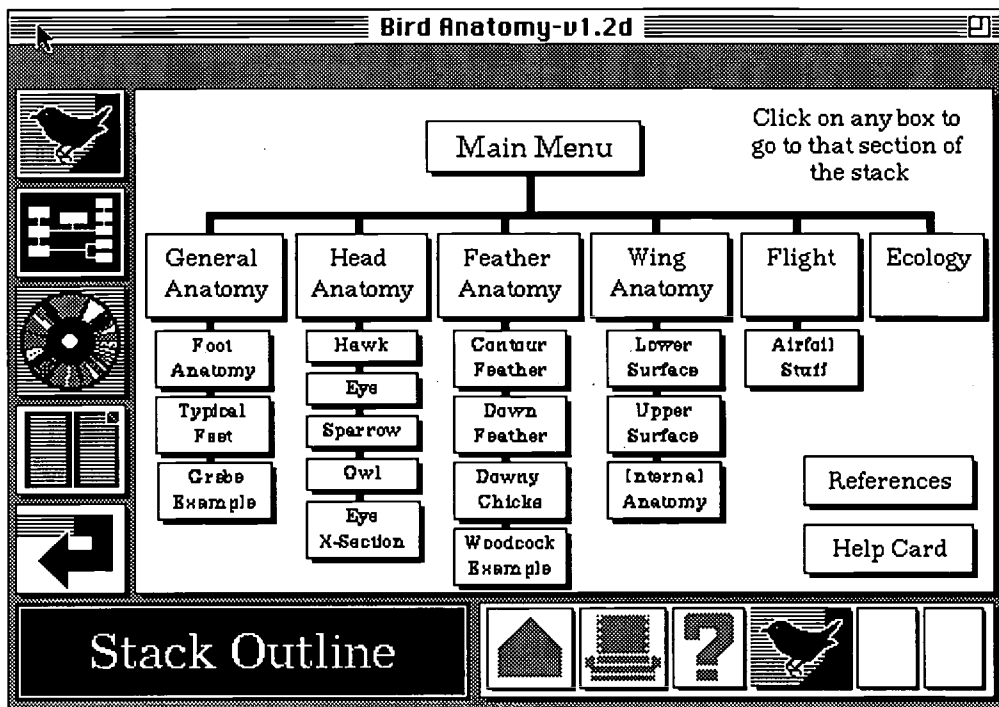 Bird Anatomy-v1.2d
Click on any box to
go to that section of
the stack
Main Menu
General
Anatomy
Head
Anatomy
Feather
Anatomy
Wing
Anatomy
Flight
Ecology
Foot
Anatomy
Typical
Feet
Grebe
Example
Hawk
Eye
Sparrow
Owl
Eye
X-Section
Contour
Feather
Down
Feather
Downy
Chicks
Woodcock
Example
Lower
Surface
Upper
Surface
Internal
Anatomy
Airfoil
Stuff
References
Help Card
Stack Outline
?